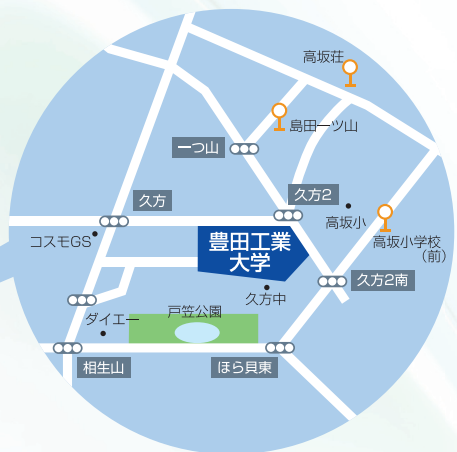 高坂荘
島田一ツ山
一つ山
久方2
久方
高坂小
高坂小学校
(前)
コスモGS
豊田工業
大学
久方2南
久方中
戸笠公園
ダイエー
相生山
ほら貝東